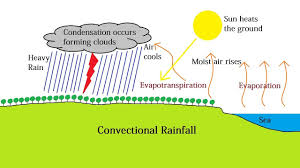 Condensation occurs
forming clouds
Sun heats
the ground
Heavy
Rain
Air
cools
Moist air rises
Evapotranspiration
Evaporation
Convectional Rainfall
Sea